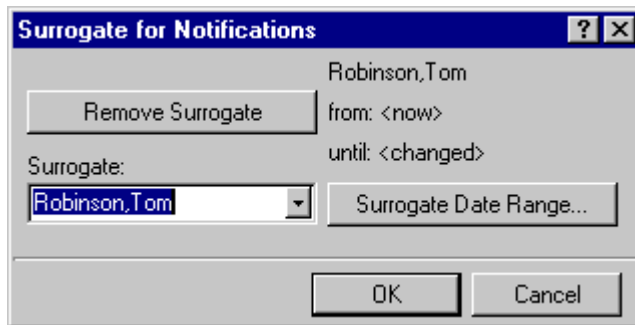 Surrogate for Notifications
Robinson,Tom
Remove Surrogate
from: <now>
until: <changed>
Surrogate:
Robinson,Tom
Surrogate Date Range...
OK
Cancel